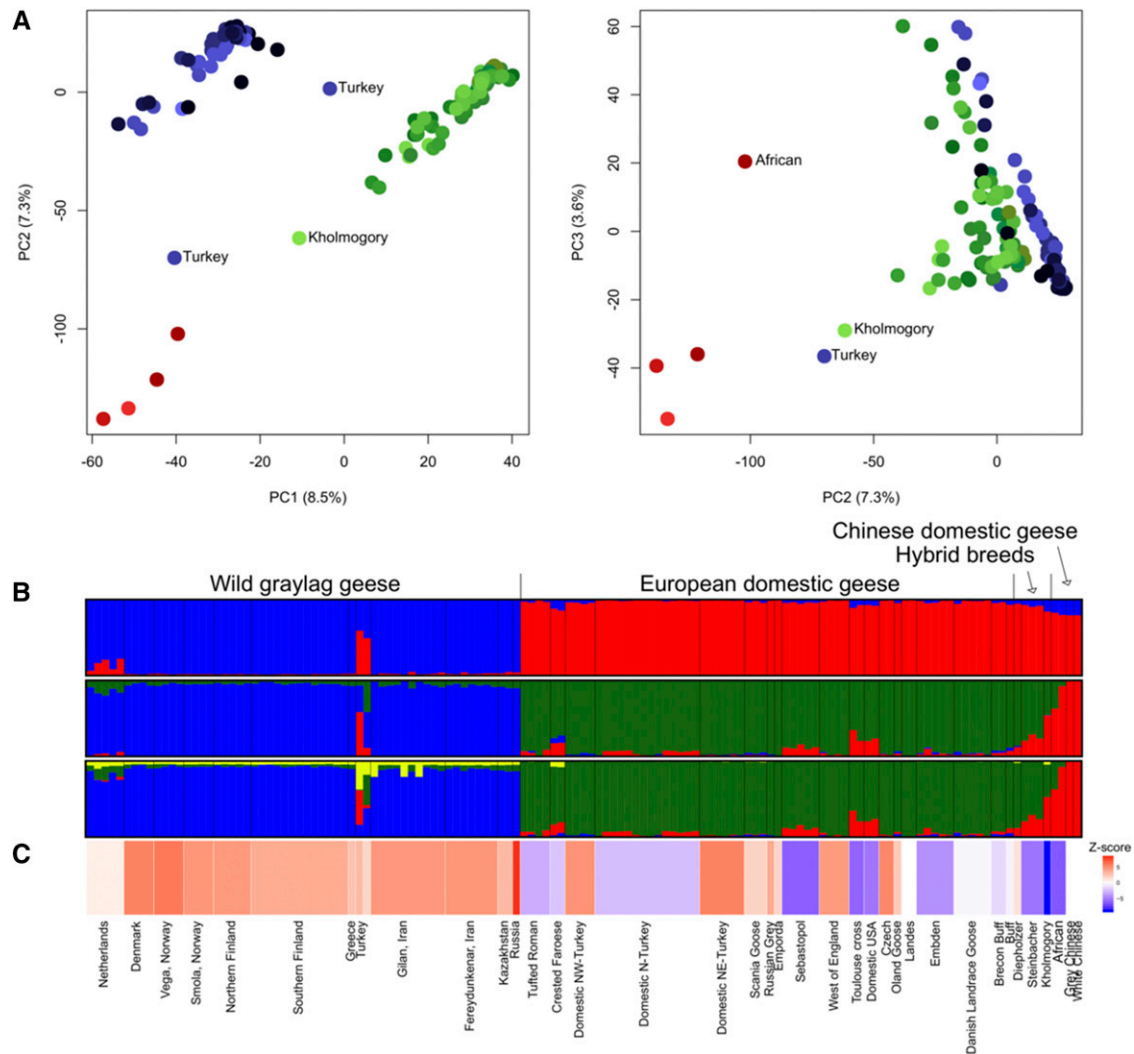 A
0
-50
-100
PC2 (7.3%)
Turkey
Kholmogory
Turkey
-60
-40
-20
0
20
40
PC1 (8.5%)
60
40
20
0
-20
-40
PC3 (3.6%)
African
Kholmogory
Turkey
-100
-50
0
PC2 (7.3%)
Chinese domestic geese
Hybrid breeds
B
Wild graylag geese
European domestic geese
C
Z-score
5
0
-5
Netherlands
Denmark
Vega, Norway
Smola, Norway
Northern Finland
Southern Finland
Greece
Turkey
Gilan, Iran
Fereydunkenar, Iran
Kazakhstan
Russia
Tufted Roman
Crested Faroese
Domestic NW-Turkey
Domestic N-Turkey
Domestic NE-Turkey
Scania Goose
Russian Grey
Emporda
Sebastopol
West of England
Toulouse cross
Domestic USA
Czech
Oland Goose
Landes
Embden
Danish Landrace Goose
Brecon Buff
Buff
Diepholzer
Steinbacher
Kholmogory
African
Grey Chinese
White Chinese